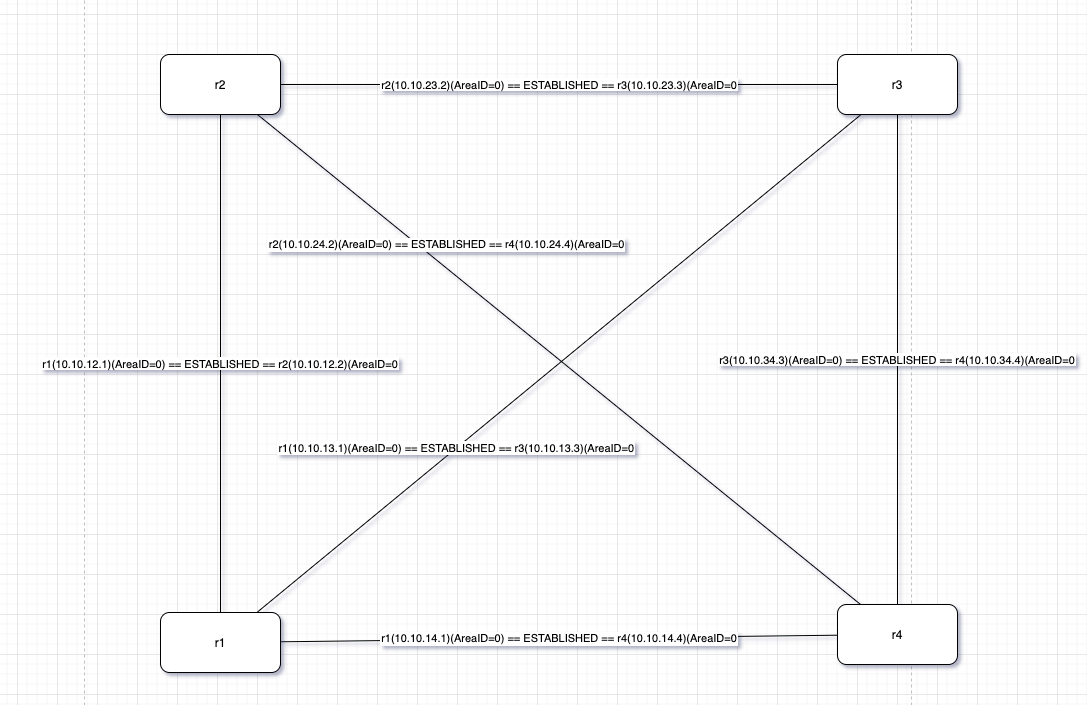 r2
r3
r2(10.10.23.2)(AreaID=0) == ESTABLISHED == r3(10.10.23.3)(AreaID=0
r2(10.10.24.2)(AreaID=0) == ESTABLISHED == r4(10.10.24.4)(AreaID=0
r1(10.10.12.1)(AreaID=0) == ESTABLISHED == r2(10.10.12.2)(AreaID=0
r3(10.10.34.3)(AreaID=0) == ESTABLISHED == r4(10.10.34.4)(AreaID=0
r1(10.10.13.1)(AreaID=0) == ESTABLISHED == r3(10.10.13.3)(AreaID=0
r1
r1(10.10.14.1)(AreaID=0) == ESTABLISHED == r4(10.10.14.4)(AreaID=0
r4